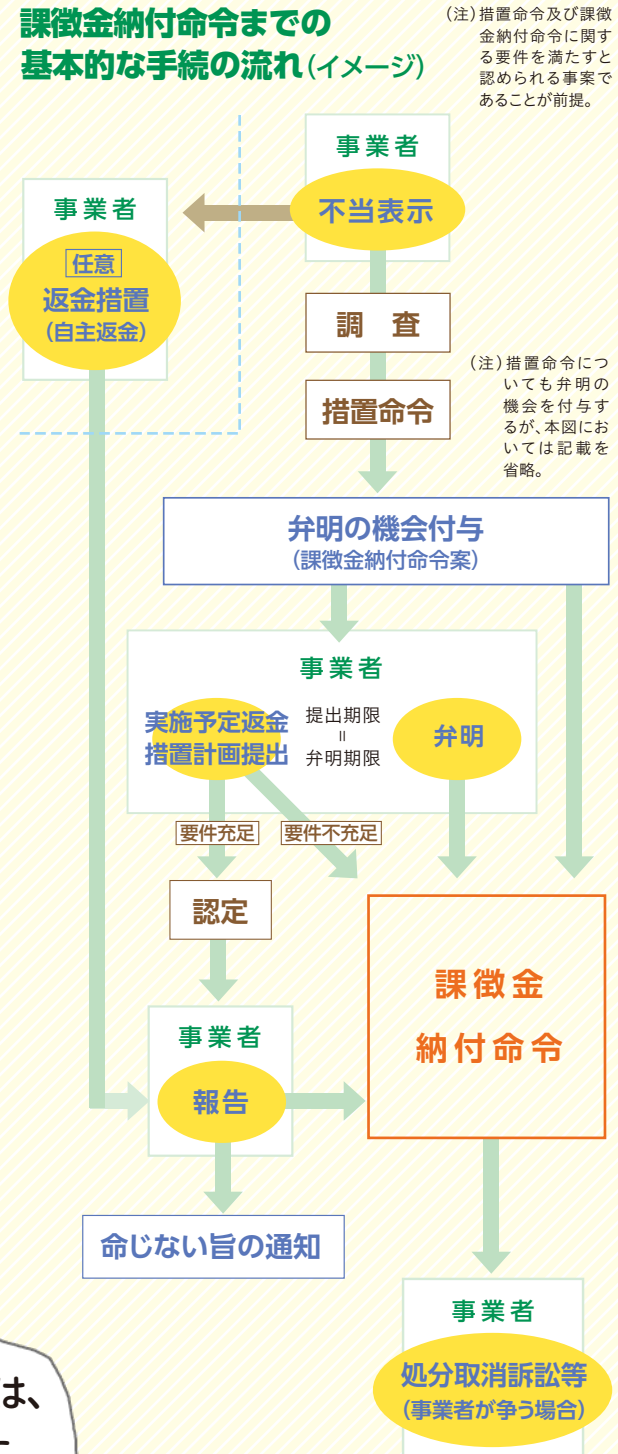 課徴金納付命令までの
基本的な手続の流れ(イメージ)
(注)措置命令及び課徴
金納付命令に関す
る要件を満たすと
認められる事案で
あることが前提。
事業者
不当表示
事業者
任意
返金措置
(自主返金)
調 査
措置命令
(注)措置命令につ
いても弁明の
機会を付与す
るが、本図にお
いては記載を
省略。
弁明の機会付与
(課徴金納付命令案)
事業者
実施予定返金
措置計画提出
提出期限
=
弁明期限
弁明
要件充足
要件不充足
認定
課徴金
納付命令
事業者
報告
命じない旨の通知
事業者
処分取消訴訟等
(事業者が争う場合)
は、